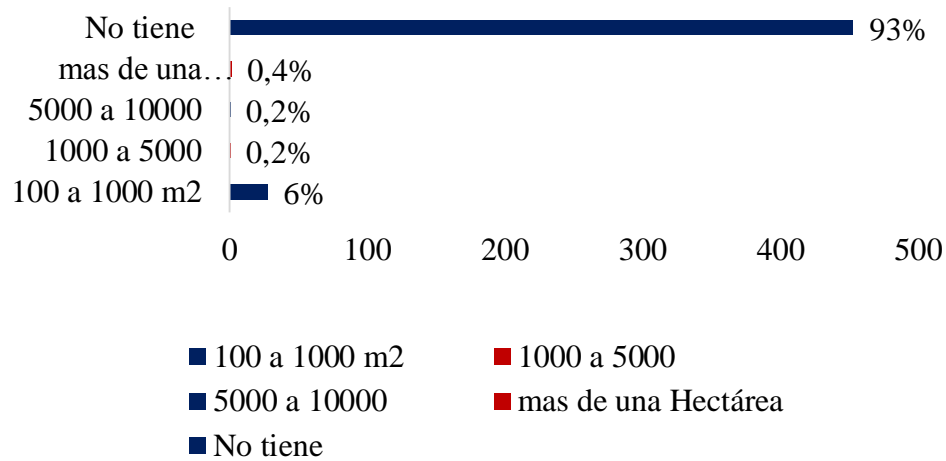 No tiene 93%
mas de una… 0,4%
5000 a 10000 0,2%
1000 a 5000 0,2%
100 a 1000 m2 6%
0 100 200 300 400 500
100 a 1000 m2 1000 a 5000
5000 a 10000 mas de una Hectárea
No tiene